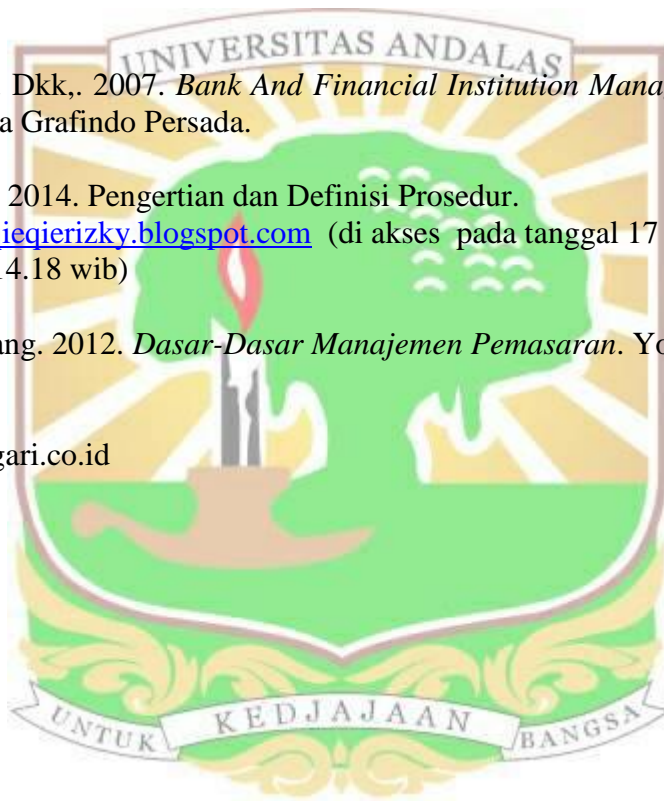 UNIVERSITAS ANDALAS
Dkk,. 2007. Bank And Financial Institution Mana
a Grafindo Persada.
2014. Pengertian dan Definisi Prosedur.
jeqierizky.blogspot.com (di akses pada tanggal 17
14.18 wib)
ang. 2012. Dasar-Dasar Manajemen Pemasaran. Yo
gari.co.id
UNTUK KEDJAJAAN BANGSA